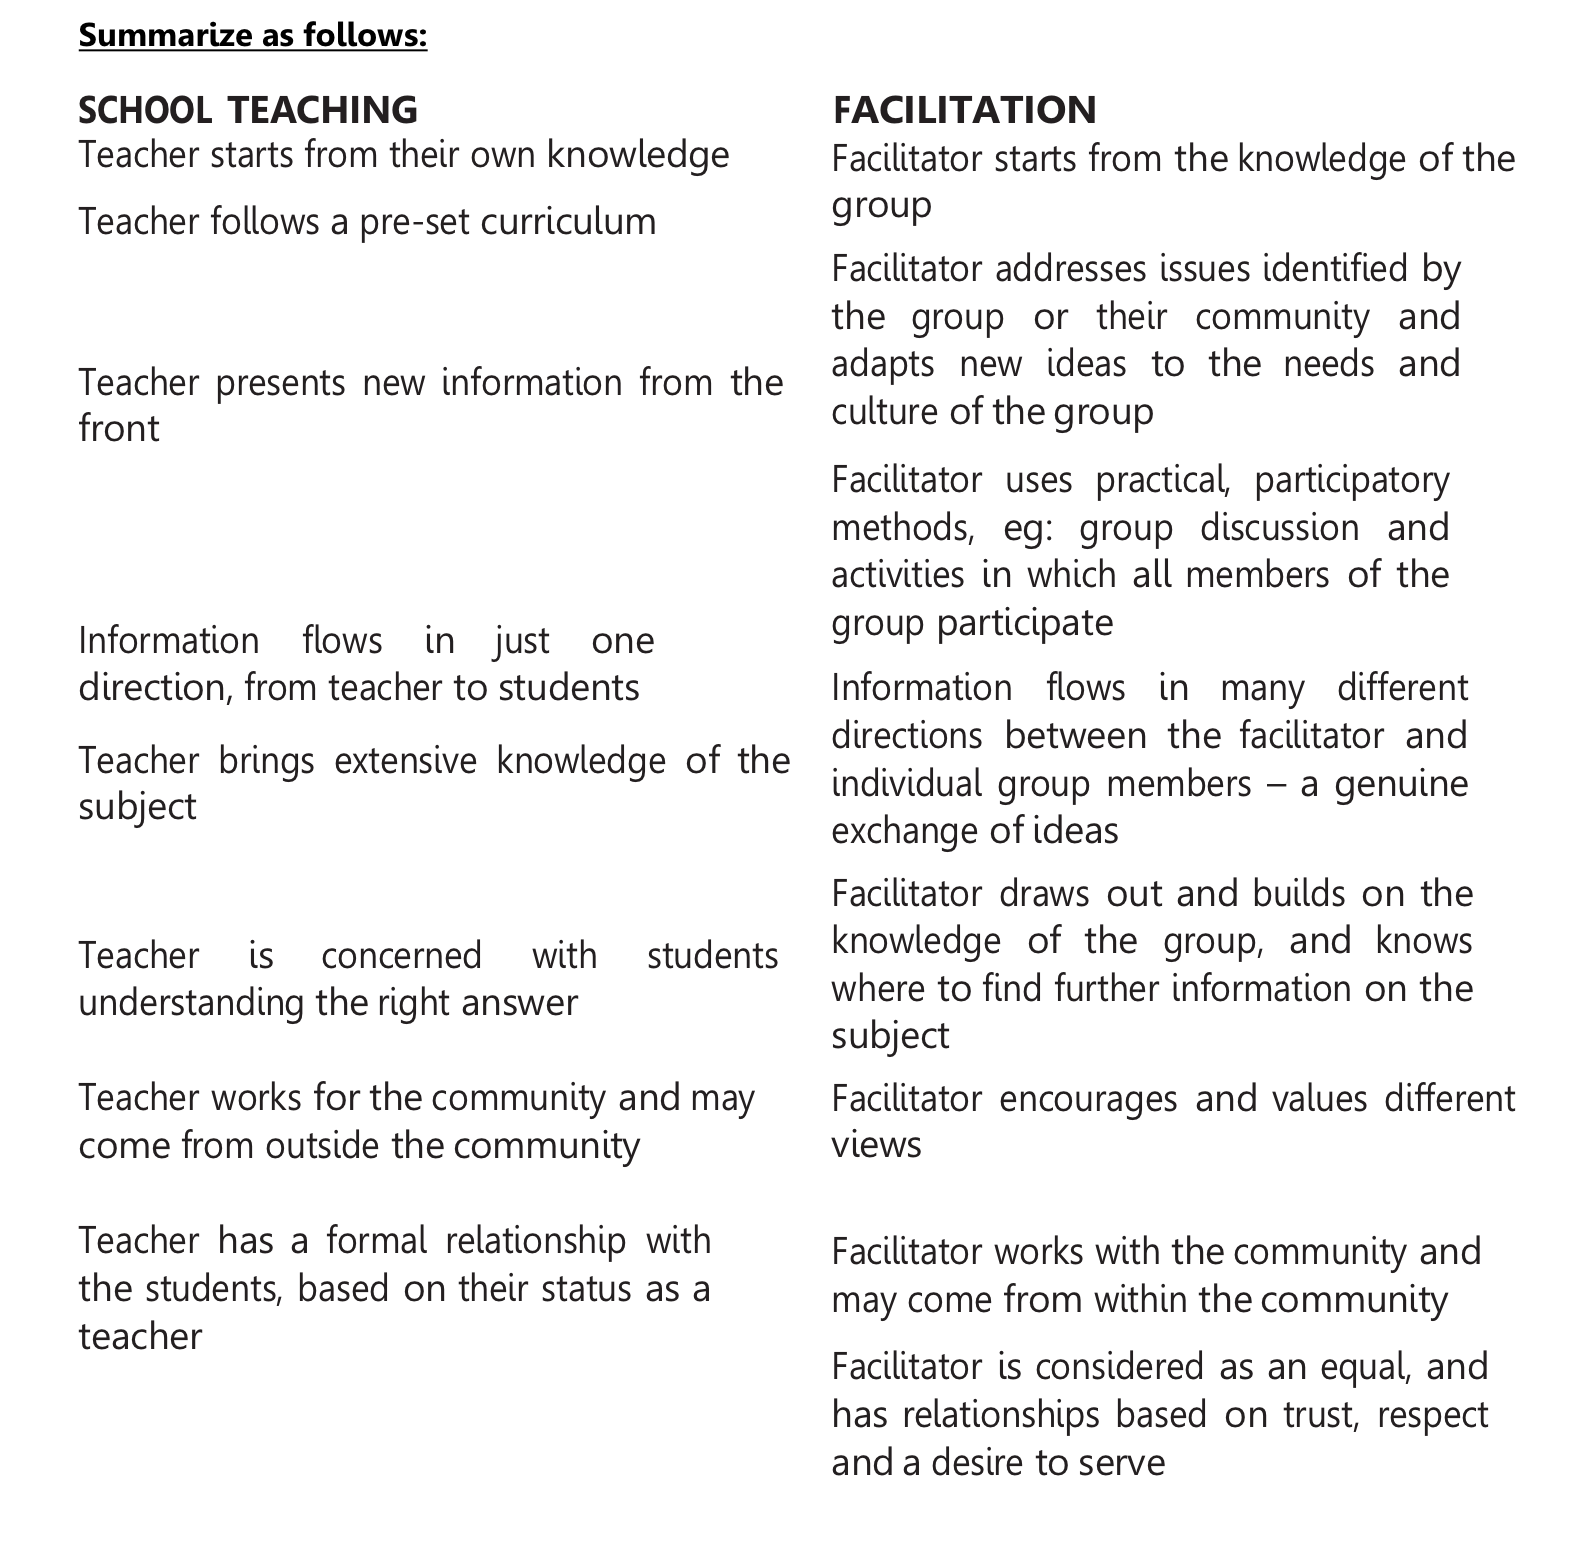 Summarize as follows:
SCHOOL TEACHING
Teacher starts from their own knowledge
Teacher follows a pre-set curriculum
Teacher presents new information from the
front
Information flows in just one
direction, from teacher to students
Teacher brings extensive knowledge of the
subject
Teacher is concerned with students
understanding the right answer
Teacher works for the community and may
come from outside the community
Teacher has a formal relationship with
the students, based on their status as a
teacher
FACILITATION
Facilitator starts from the knowledge of the
group
Facilitator addresses issues identified by
the group or their community and
adapts new ideas to the needs and
culture of the group
Facilitator uses practical, participatory
methods, eg: group discussion and
activities in which all members of the
group participate
Information flows in many different
directions between the facilitator and
individual group members – a genuine
exchange of ideas
Facilitator draws out and builds on the
knowledge of the group, and knows
where to find further information on the
subject
Facilitator encourages and values different
views
Facilitator works with the community and
may come from within the community
Facilitator is considered as an equal, and
has relationships based on trust, respect
and a desire to serve